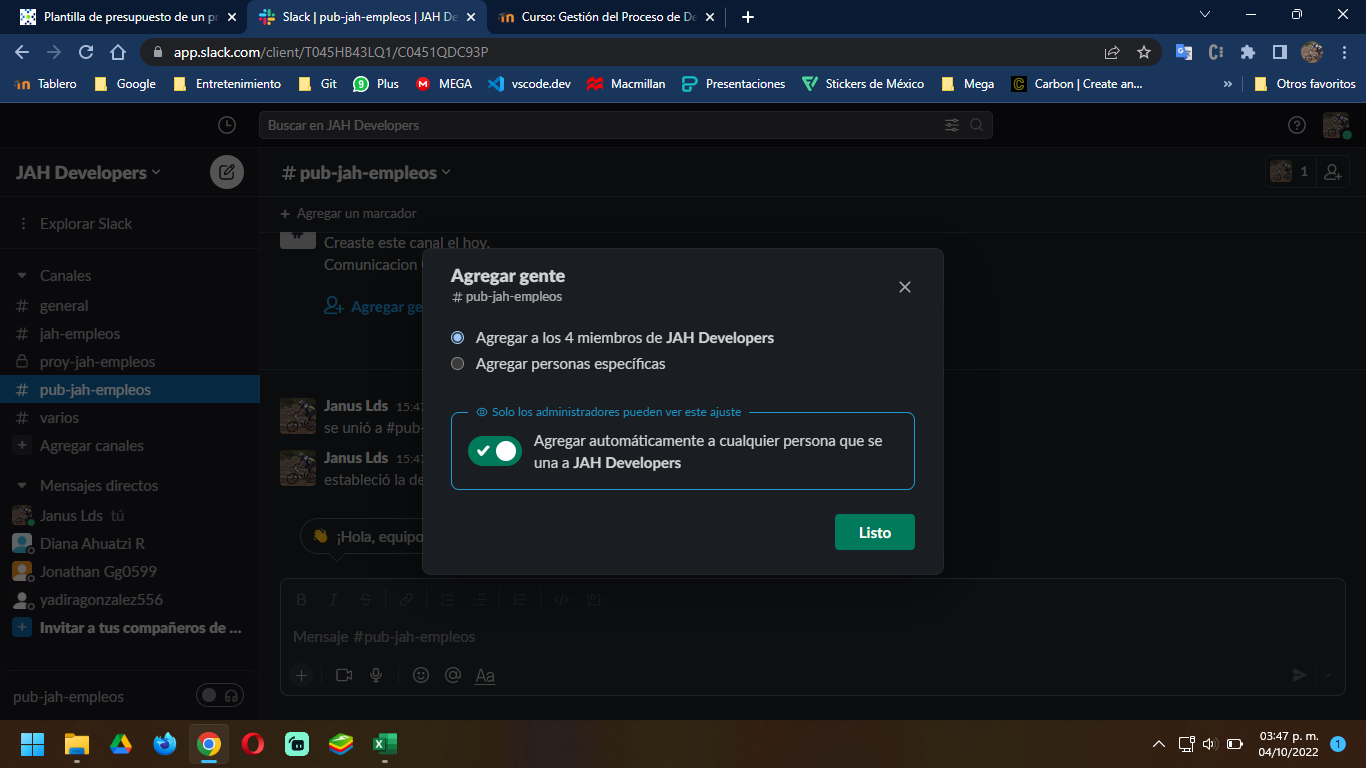 Plantilla de presupuesto de un pr
Slack | pub-jah-empleos | JAH De
Curso: Gestión del Proceso de De
app.slack.com/client/T045HB43LQ1/C0451QDC93P
Tablero
Google
Entretenimiento
Git
9
Plus
MEGA
vscode.dev
Macmillan
Presentaciones
Stickers de México
Mega
Carbon | Create an...
»
Otros favoritos
Buscar en JAH Developers
JAH Developers
# pub-jah-empleos
1
Explorar Slack
+ Agregar un marcador
Creaste este canal el hoy.
Comunicacion
Agregar ge
Canales
# general
# jah-empleos
proy-jah-empleos
# pub-jah-empleos
# varios
+ Agregar canales
Mensajes directos
Janus Lds tú
Diana Ahuatzi R
Jonathan Gg0599
yadiragonzalez556
+ Invitar a tus compañeros de ...
pub-jah-empleos
Janus Lds 15:47
se unió a #pub-
Janus Lds 15:47
estableció la de
¡Hola, equipo
Agregar gente
# pub-jah-empleos
Agregar a los 4 miembros de JAH Developers
Agregar personas específicas
Solo los administradores pueden ver este ajuste
Agregar automáticamente a cualquier persona que se
una a JAH Developers
Listo
B I S
Mensaje #pub-jah-empleos
+ @ Aa
03:47 p. m.
04/10/2022
1